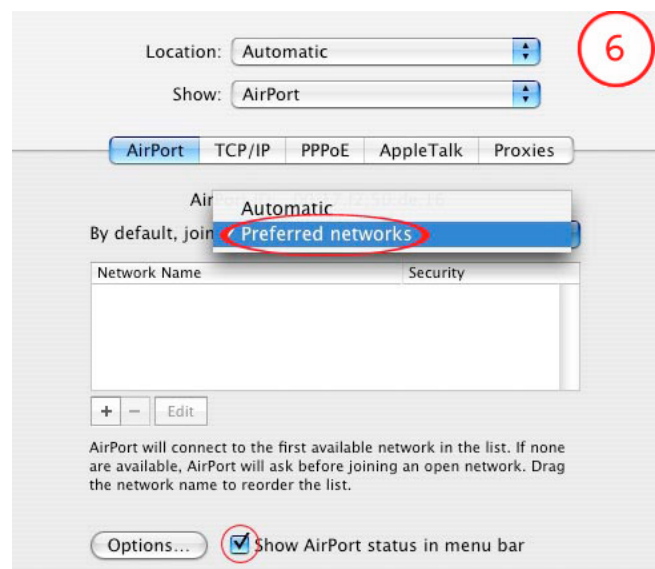 6
Location: Automatic
Show: AirPort
AirPort TCP/IP PPPoE AppleTalk Proxies
Automatic
By default, join Preferred networks
Network Name Security
+ − Edit
AirPort will connect to the first available network in the list. If none
are available, AirPort will ask before joining an open network. Drag
the network name to reorder the list.
Options... Show AirPort status in menu bar